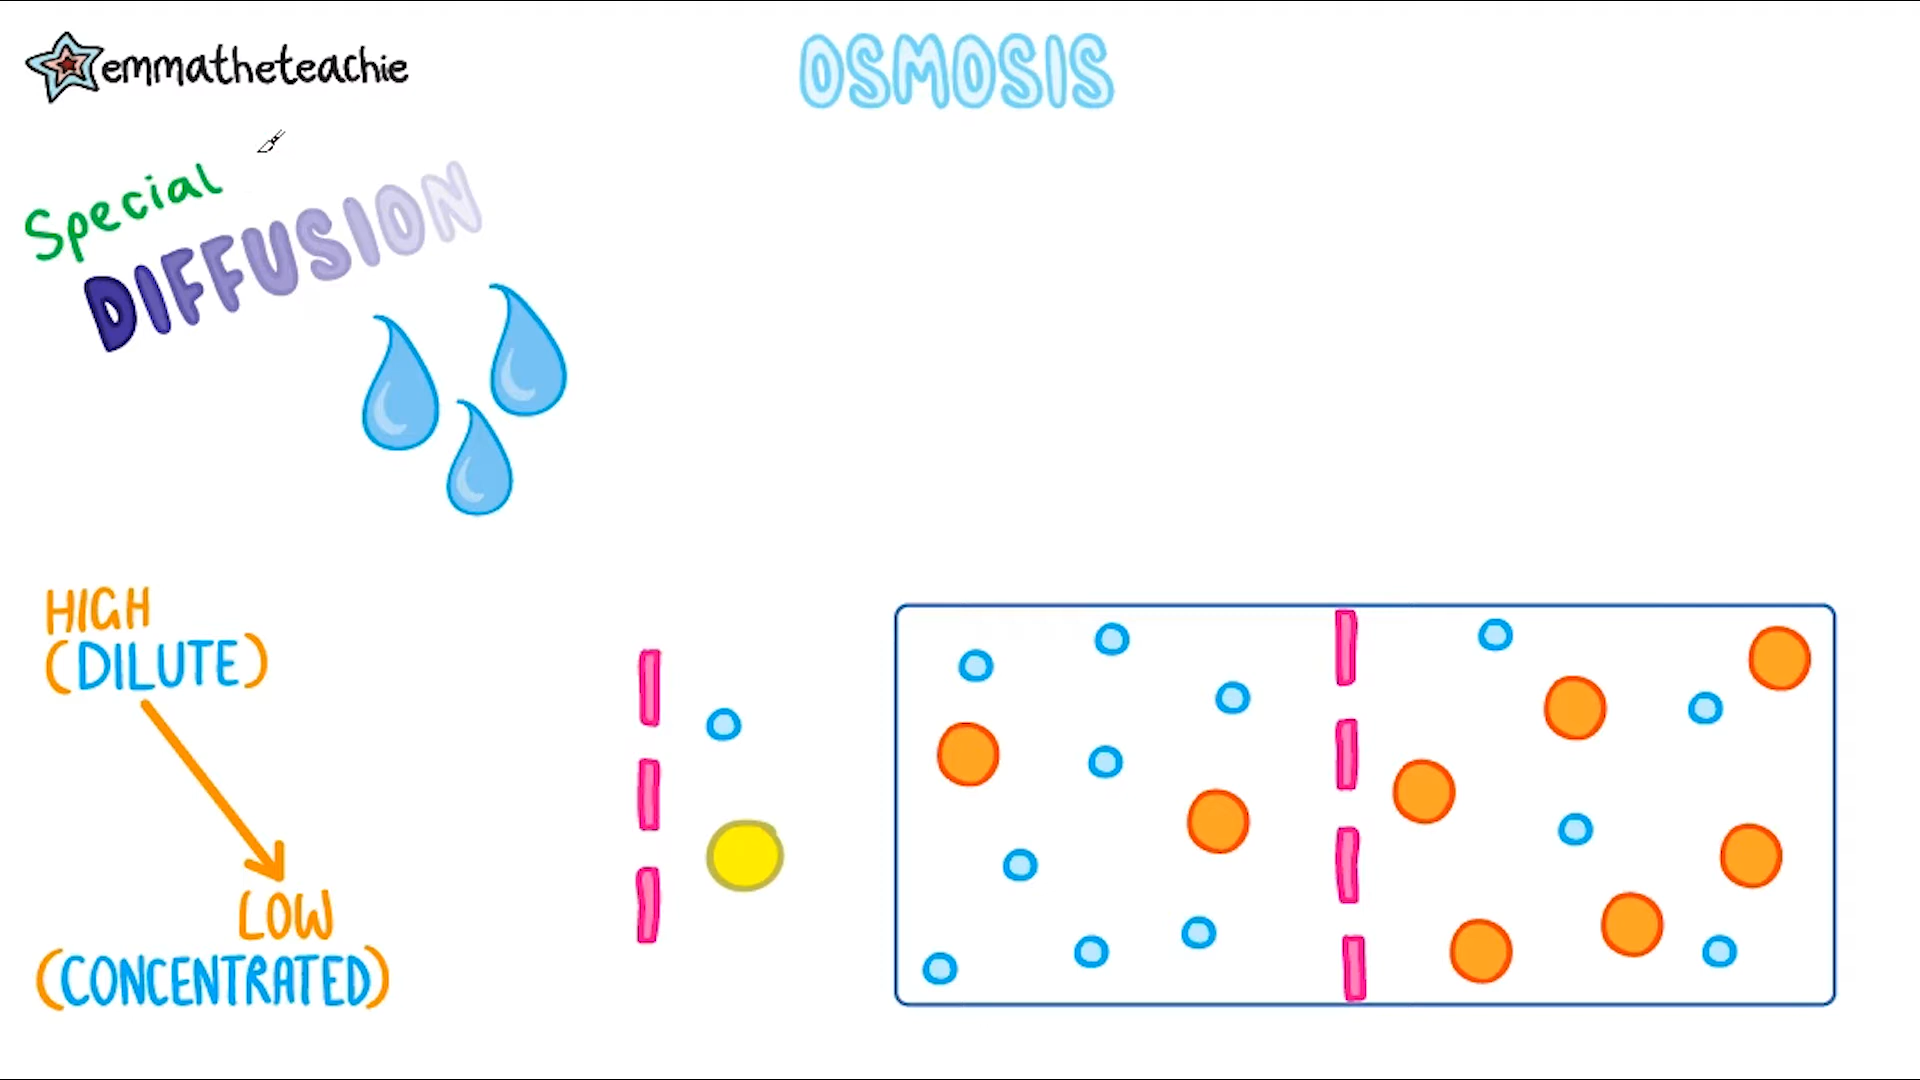 emmatheteachie
OSMOSIS
Special
DIFFUSION
HIGH
(DILUTE)
LOW
(CONCENTRATED)